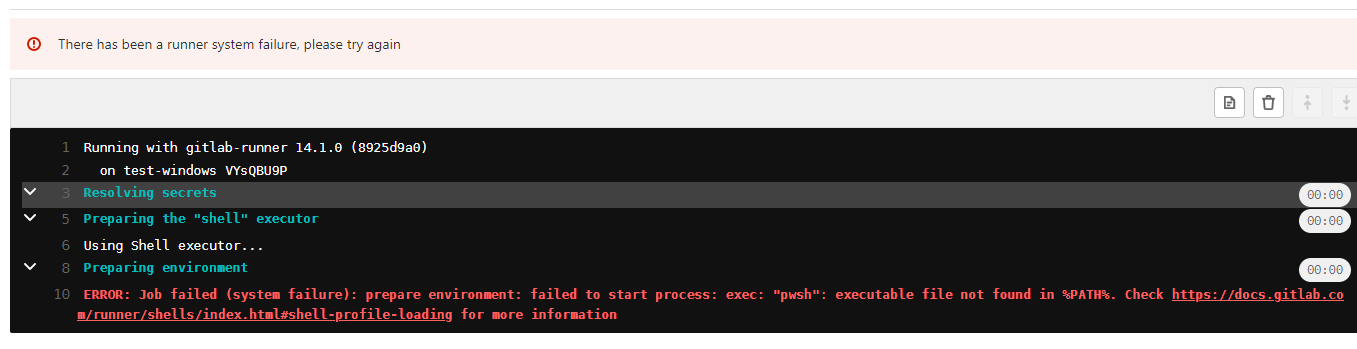 There has been a runner system failure, please try again
1 Running with gitlab-runner 14.1.0 (8925d9a0)
2 on test-windows VYsQBU9P
3 Resolving secrets 00:00
5 Preparing the "shell" executor 00:00
6 Using Shell executor...
8 Preparing environment 00:00
10 ERROR: Job failed (system failure): prepare environment: failed to start process: exec: "pwsh": executable file not found in %PATH%. Check https://docs.gitlab.co
m/runner/shells/index.html#shell-profile-loading for more information